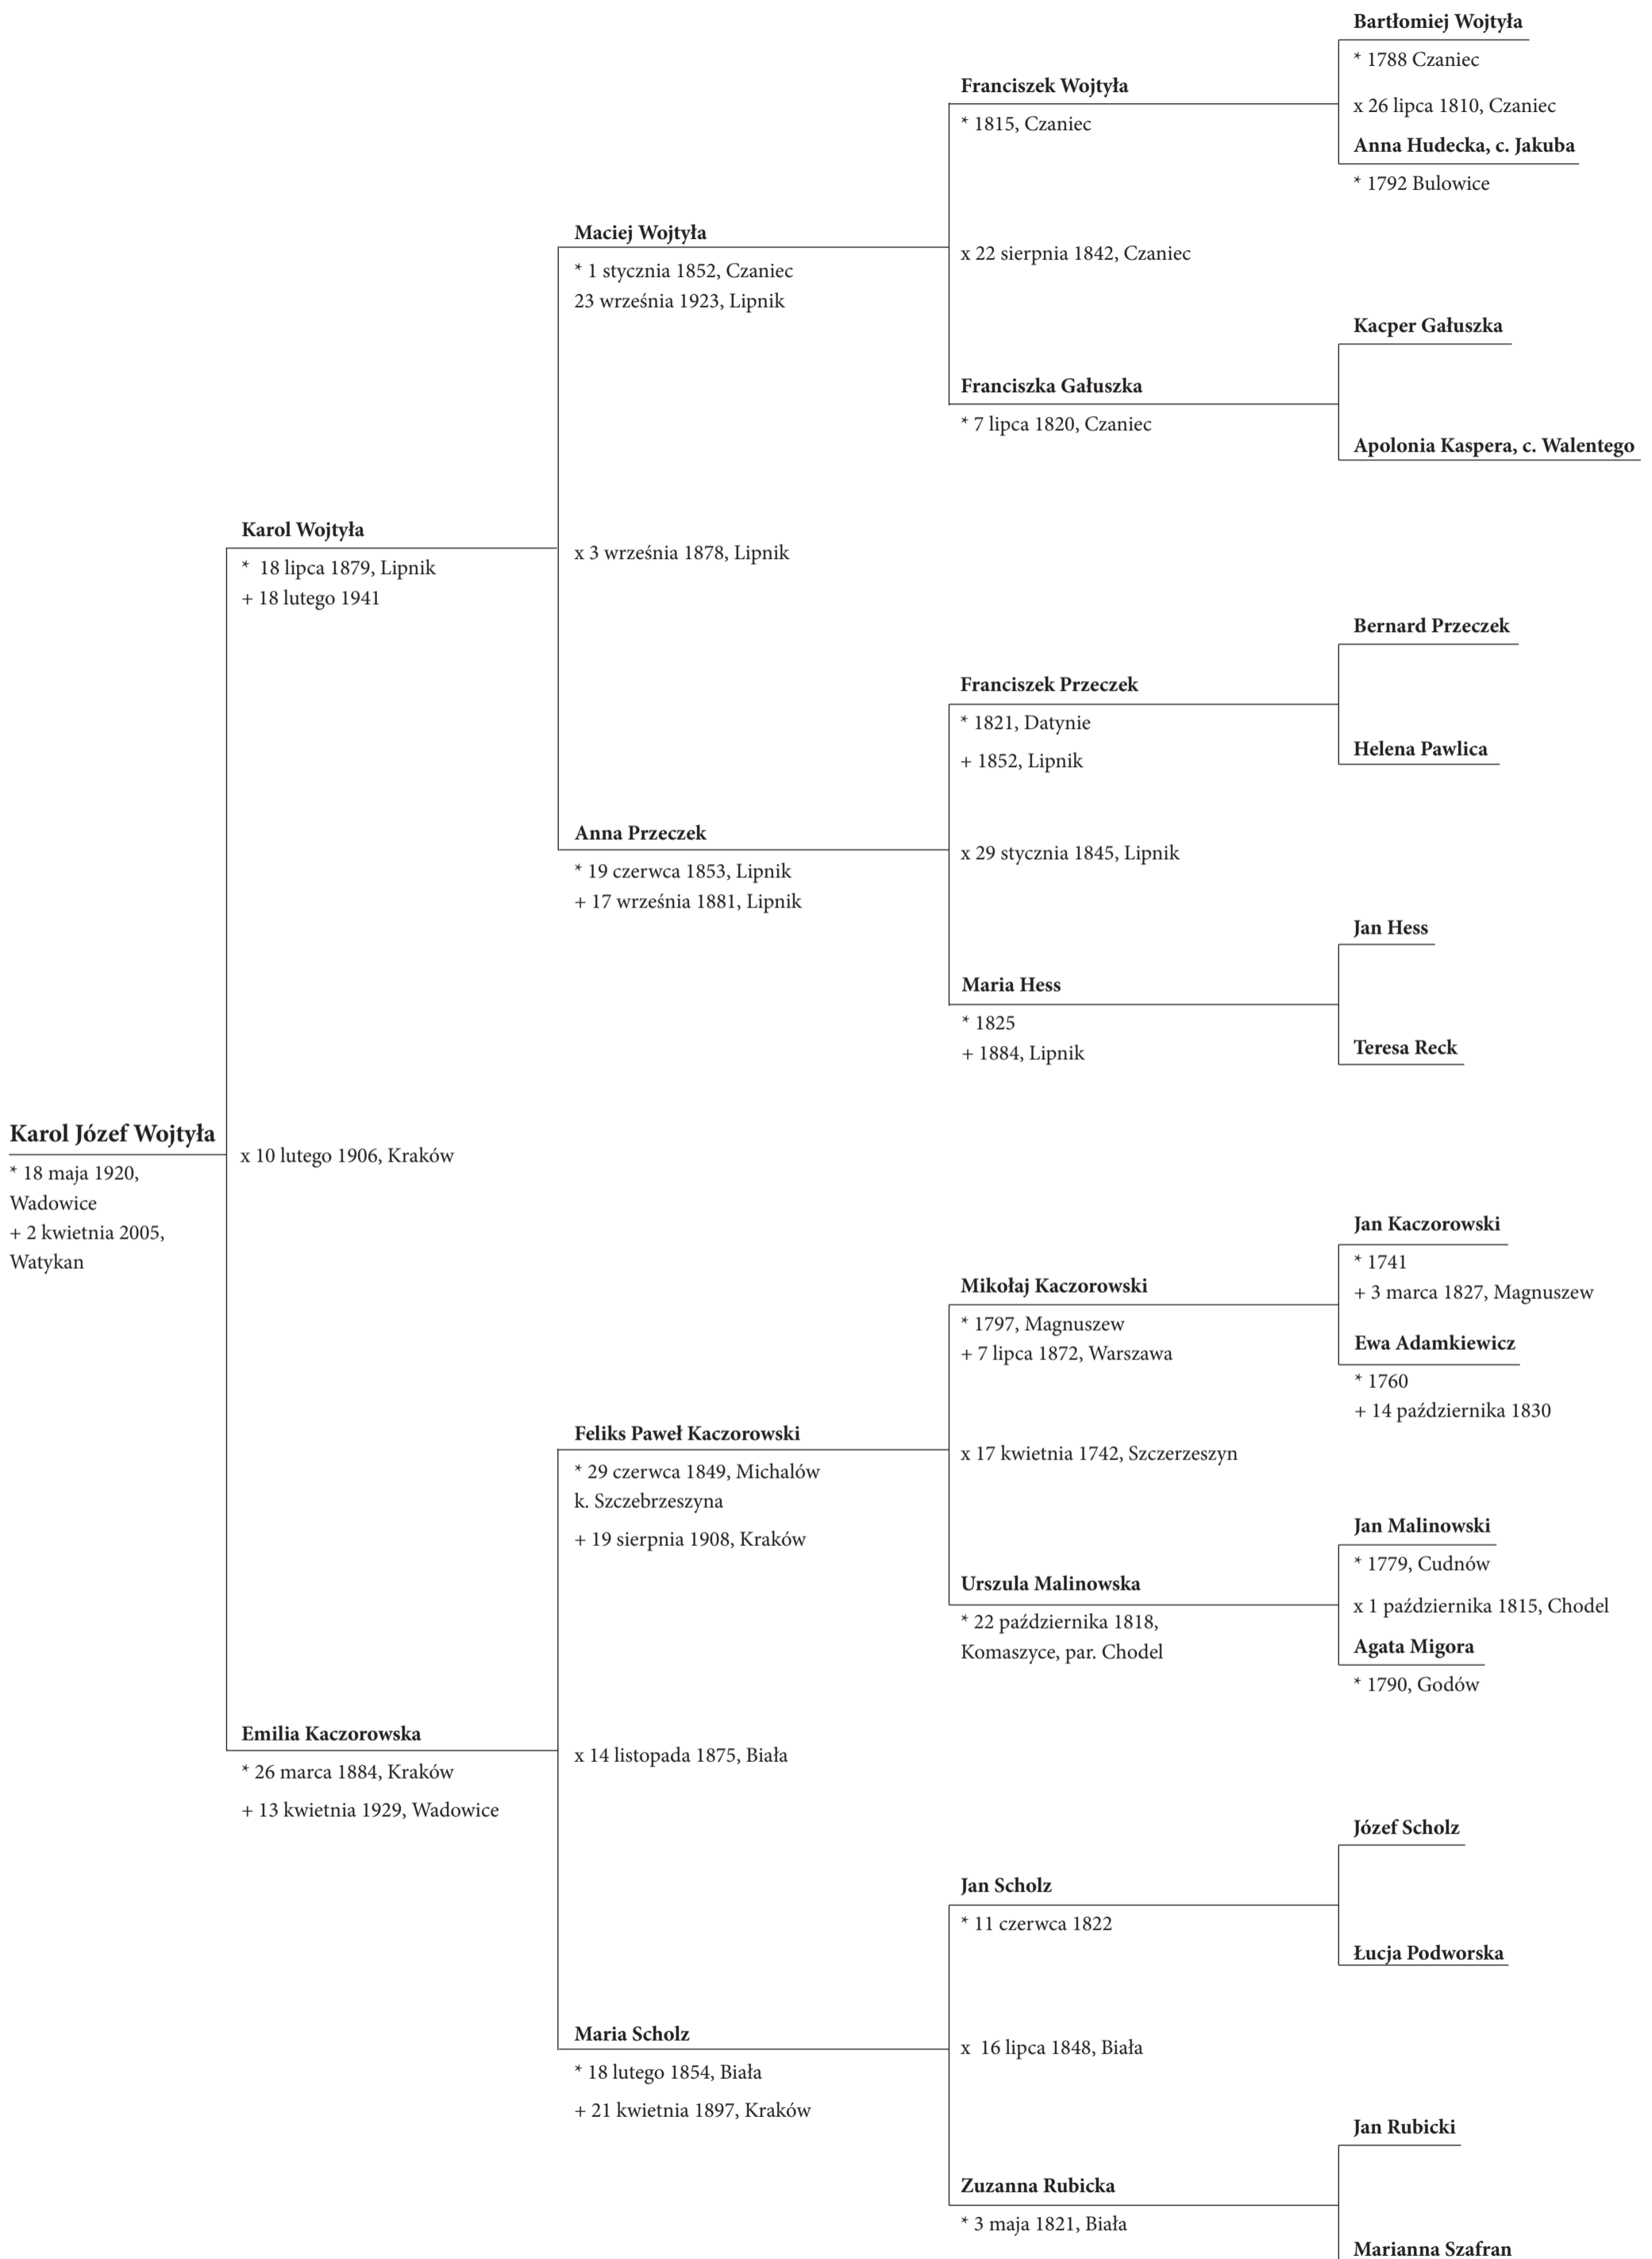 Bartłomiej Wojtyła
* 1788 Czaniec
Franciszek Wojtyła
x 26 lipca 1810, Czaniec
* 1815, Czaniec
Anna Hudecka, c. Jakuba
* 1792 Bulowice
Maciej Wojtyła
x 22 sierpnia 1842, Czaniec
* 1 stycznia 1852, Czaniec
23 września 1923, Lipnik
Kacper Gałuszka
Franciszka Gałuszka
* 7 lipca 1820, Czaniec
Apolonia Kaspera, c. Walentego
Karol Wojtyła
x 3 września 1878, Lipnik
* 18 lipca 1879, Lipnik
+ 18 lutego 1941
Bernard Przeczek
Franciszek Przeczek
* 1821, Datynie
+ 1852, Lipnik
Helena Pawlica
Anna Przeczek
x 29 stycznia 1845, Lipnik
* 19 czerwca 1853, Lipnik
+ 17 września 1881, Lipnik
Jan Hess
Maria Hess
* 1825
+ 1884, Lipnik
Teresa Reck
Karol Józef Wojtyła
x 10 lutego 1906, Kraków
* 18 maja 1920,
Wadowice
+ 2 kwietnia 2005,
Watykan
Jan Kaczorowski
* 1741
+ 3 marca 1827, Magnuszew
Mikołaj Kaczorowski
* 1797, Magnuszew
+ 7 lipca 1872, Warszawa
Ewa Adamkiewicz
* 1760
+ 14 października 1830
Feliks Paweł Kaczorowski
x 17 kwietnia 1742, Szczerzeszyn
* 29 czerwca 1849, Michalów
k. Szczebrzeszyna
+ 19 sierpnia 1908, Kraków
Jan Malinowski
* 1779, Cudnów
Urszula Malinowska
x 1 października 1815, Chodel
* 22 października 1818,
Komaszyce, par. Chodel
Agata Migora
* 1790, Godów
Emilia Kaczorowska
x 14 listopada 1875, Biała
* 26 marca 1884, Kraków
+ 13 kwietnia 1929, Wadowice
Józef Scholz
Jan Scholz
* 11 czerwca 1822
Łucja Podworska
Maria Scholz
x 16 lipca 1848, Biała
* 18 lutego 1854, Biała
+ 21 kwietnia 1897, Kraków
Jan Rubicki
Zuzanna Rubicka
* 3 maja 1821, Biała
Marianna Szafran